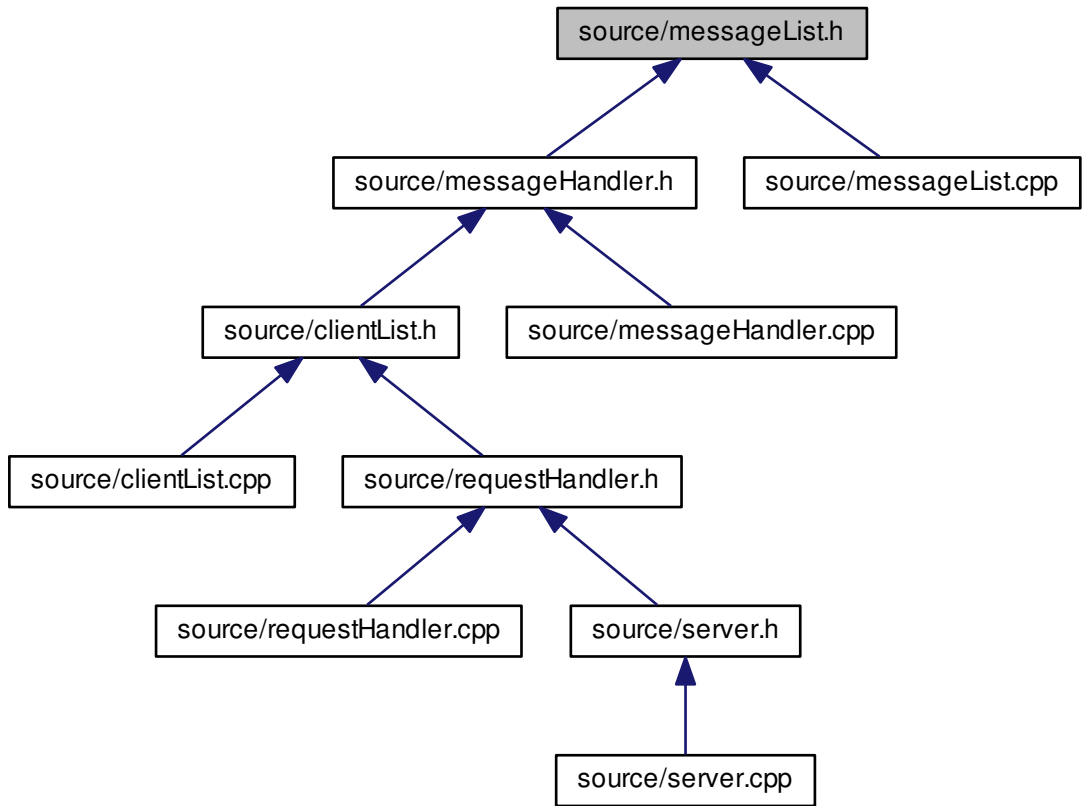 source/messageList.h
source/messageHandler.h
source/messageList.cpp
source/clientList.h
source/messageHandler.cpp
source/clientList.cpp
source/requestHandler.h
source/requestHandler.cpp
source/server.h
source/server.cpp